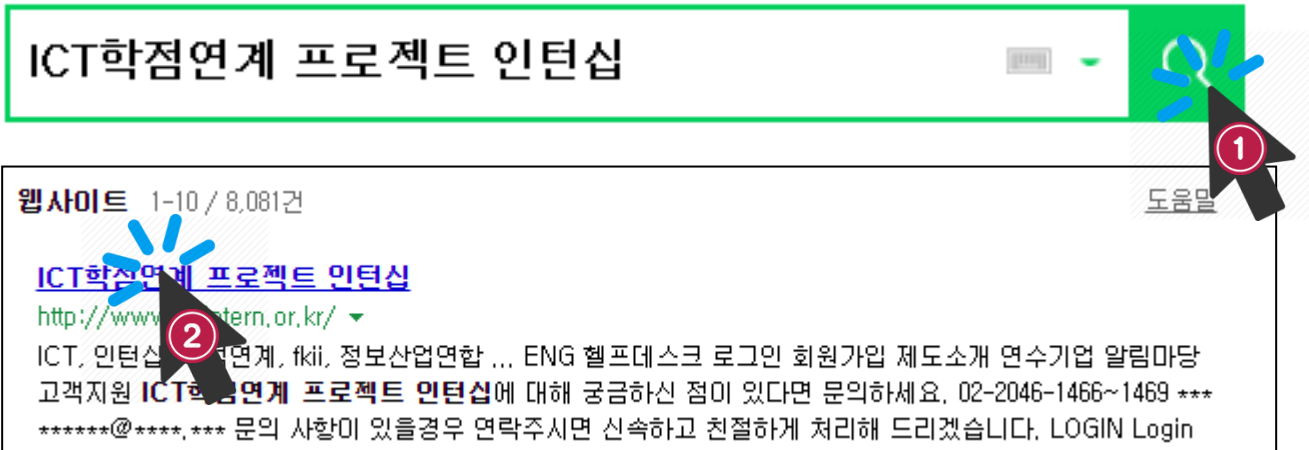 ICT학점연계 프로젝트 인턴십
1
웹사이트 1-10 / 8,081건 도움말
ICT학점연계 프로젝트 인턴십
http://www tern.or.kr/
2
ICT, 인턴십 연계, fkii, 정보산업연합 ... ENG 헬프데스크 로그인 회원가입 제도소개 연수기업 알림마당
고객지원 ICT학점연계 프로젝트 인턴십에 대해 궁금하신 점이 있다면 문의하세요. 02-2046-1466~1469 ***
******@****.*** 문의 사항이 있을경우 연락주시면 신속하고 친절하게 처리해 드리겠습니다. LOGIN Login